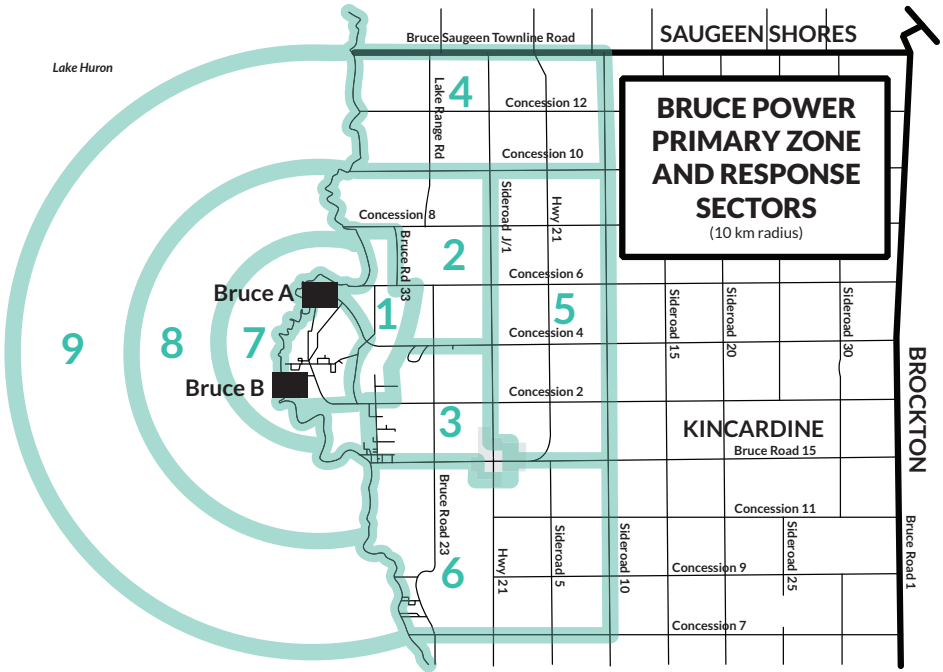 Bruce Saugeen Townline Road
SAUGEEN SHORES
Lake Huron
4
Lake Range Rd
Concession 12
BRUCE POWER
PRIMARY ZONE
AND RESPONSE
SECTORS
(10 km radius)
Concession 10
Sideroad J/1
Hwy 21
Concession 8
Bruce Rd 33
2
Concession 6
Bruce A
1
5
Sideroad 15
Sideroad 20
Sideroad 30
9
8
7
Concession 4
BROCKTON
Bruce B
Concession 2
3
KINCARDINE
Bruce Road 15
Bruce Road 23
Concession 11
Hwy 21
Sideroad 5
Sideroad 10
Sideroad 25
Bruce Road 1
6
Concession 9
Concession 7